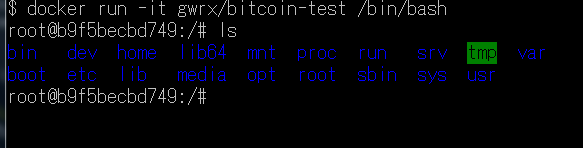 $ docker run -it gwrx/bitcoin-test /bin/bash
root@b9f5becbd749:/# ls
bin dev home lib64 mnt proc run srv tmp var
boot etc lib media opt root sbin sys usr
root@b9f5becbd749:/#